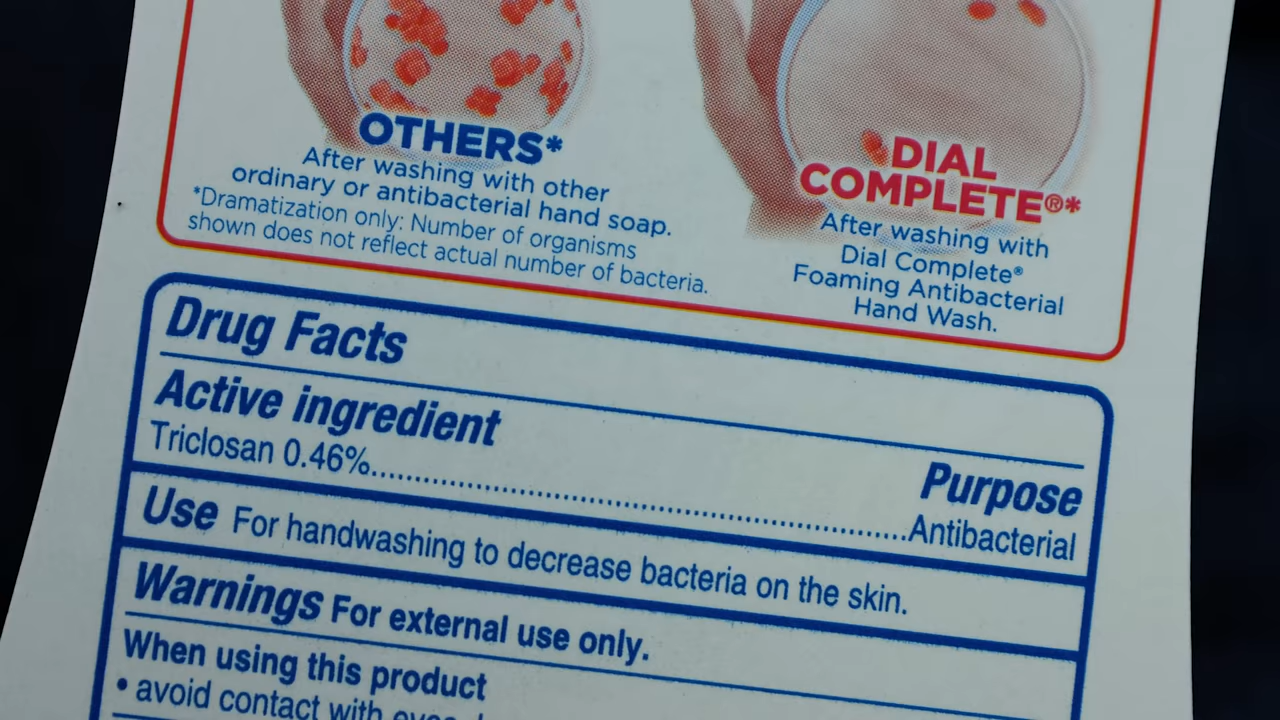 OTHERS*
After washing with other
ordinary or antibacterial hand soap.
*Dramatization only: Number of organisms
shown does not reflect actual number of bacteria.
DIAL
COMPLETE®*
After washing with
Dial Complete®
Foaming Antibacterial
Hand Wash.
Drug Facts
Active ingredient
Purpose
Triclosan 0.46%..........................................................................Antibacterial
Use For handwashing to decrease bacteria on the skin.
Warnings For external use only.
When using this product
• avoid contact with